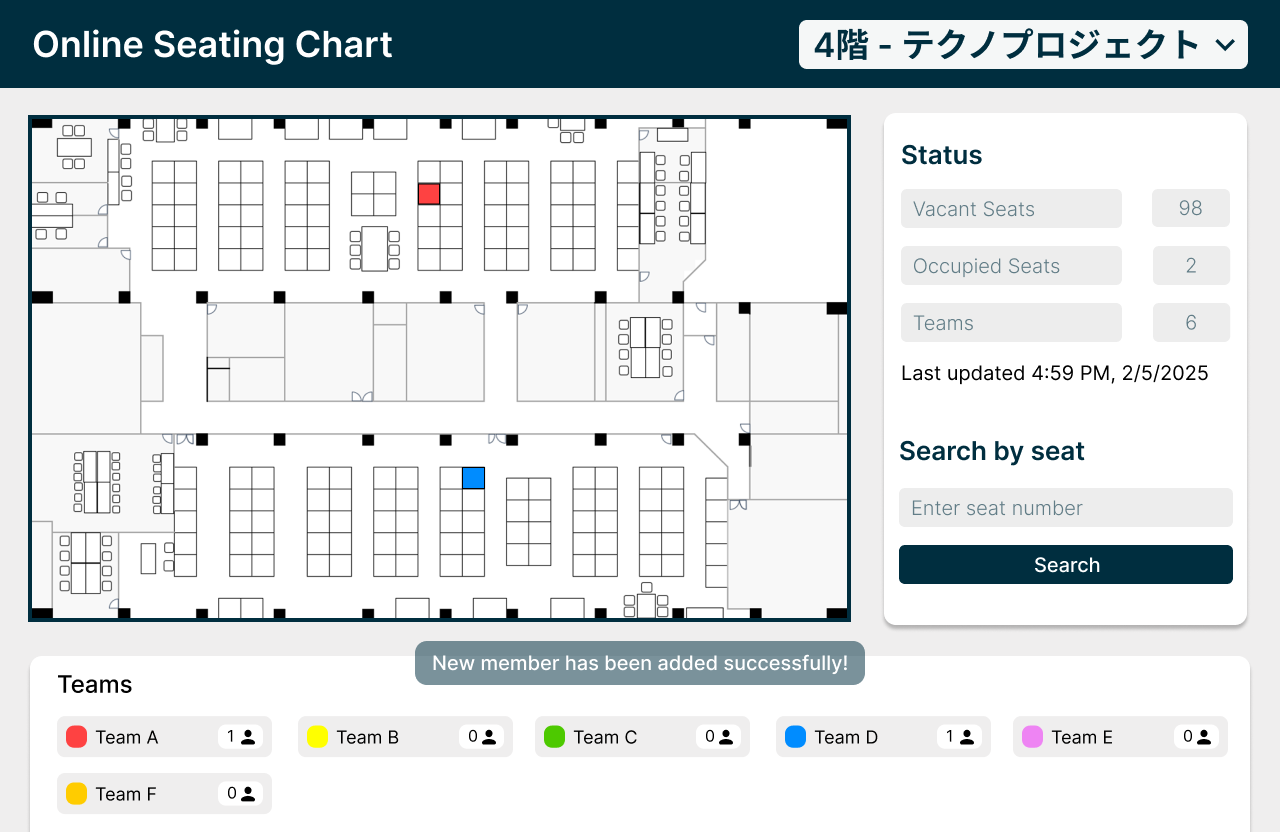 Online Seating Chart
4階 - テクノプロジェクト
Status
Vacant Seats 98
Occupied Seats 2
Teams 6
Last updated 4:59 PM, 2/5/2025
Search by seat
Enter seat number
Search
New member has been added successfully!
Teams
Team A 1
Team B 0
Team C 0
Team D 1
Team E 0
Team F 0